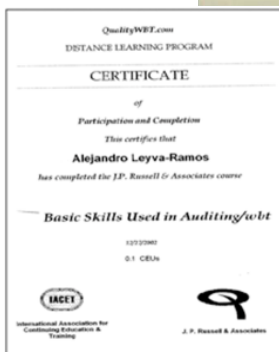 QualityWBT.com
DISTANCE LEARNING PROGRAM
CERTIFICATE
of
Participation and Completion
This certifies that
Alejandro Leyva-Ramos
has completed the J.P. Russell & Associates course
Basic Skills Used in Auditing/wbt
0.1 CEUs
IACET
International Association for
Continuing Education &
Training
J. P. Russell & Associates